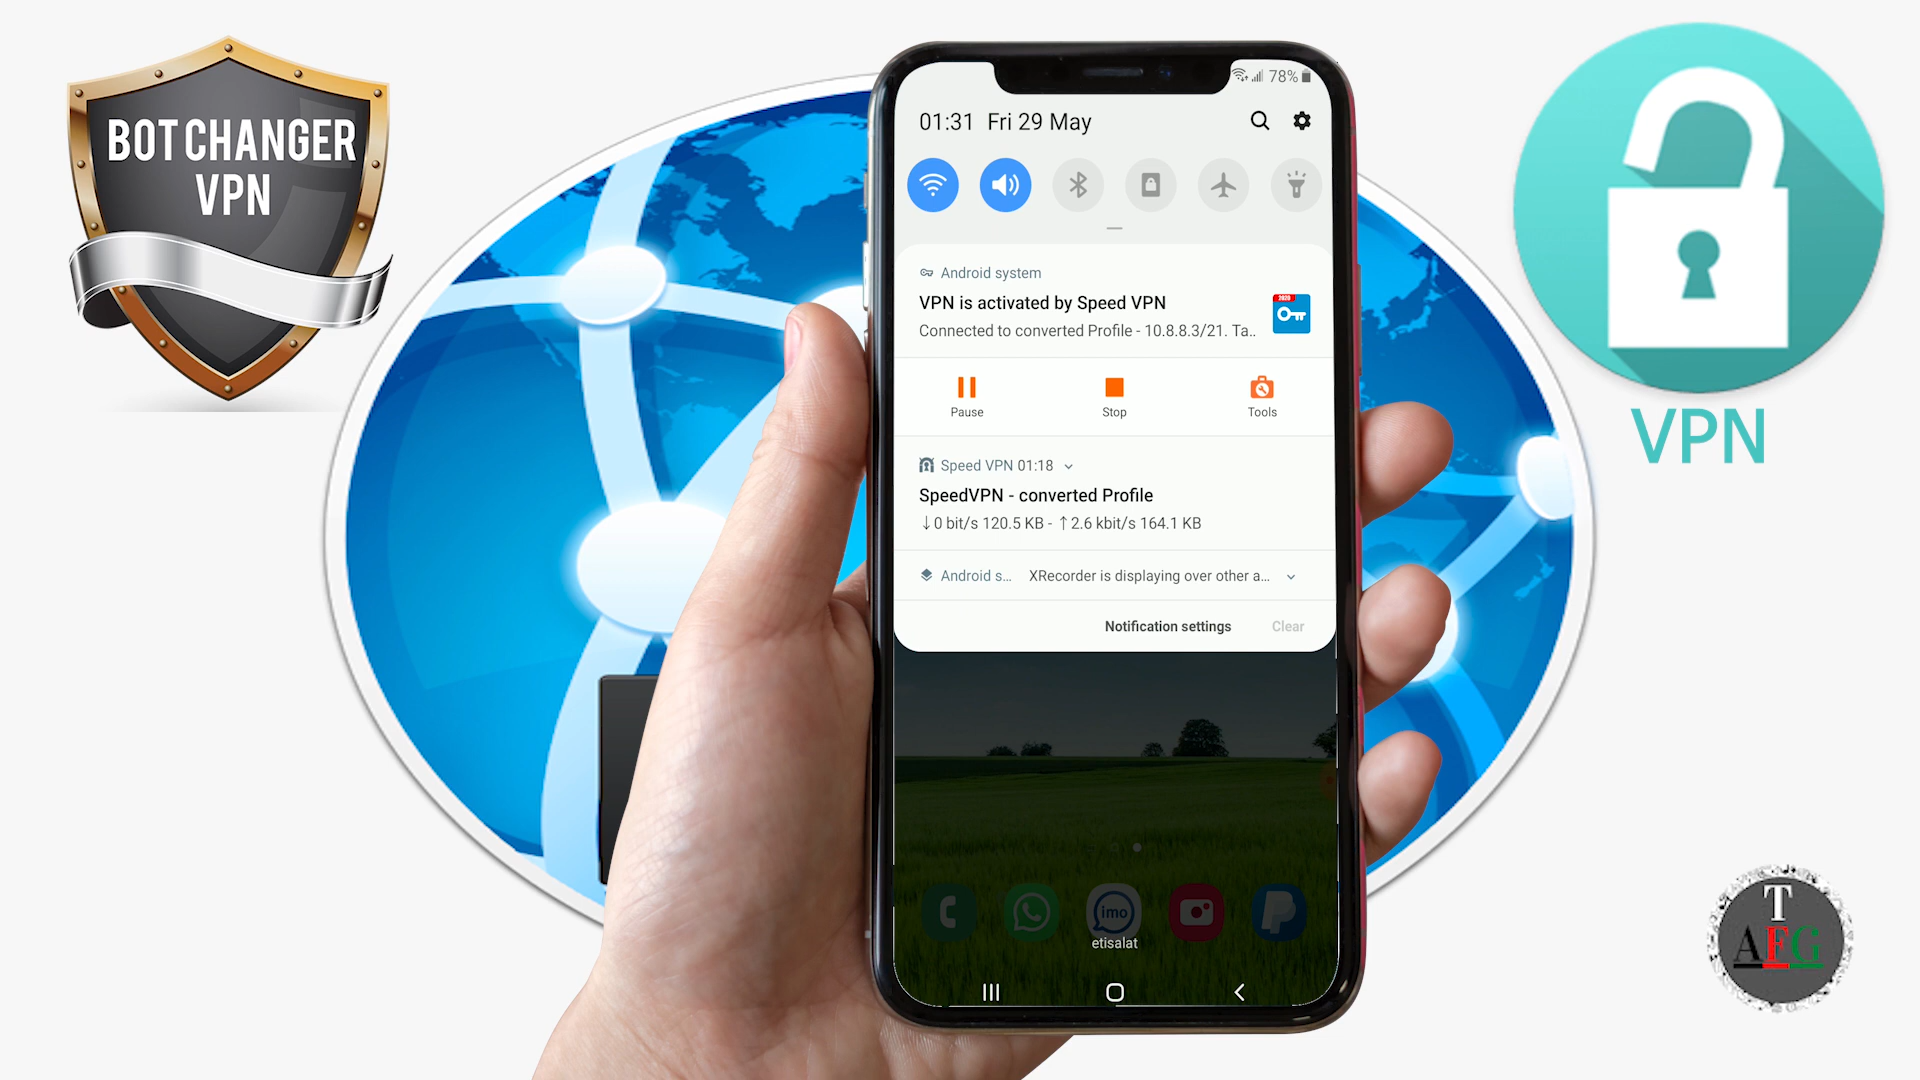 BOT CHANGER
VPN
78%
01:31 Fri 29 May
Android system
VPN is activated by Speed VPN
Connected to converted Profile - 10.8.8.3/21. Ta..
2020
Pause
Stop
Tools
Speed VPN 01:18
SpeedVPN - converted Profile
↓0 bit/s 120.5 KB - ↑2.6 kbit/s 164.1 KB
Android s... XRecorder is displaying over other a...
Notification settings
Clear
imo
etisalat
VPN
T
AFG